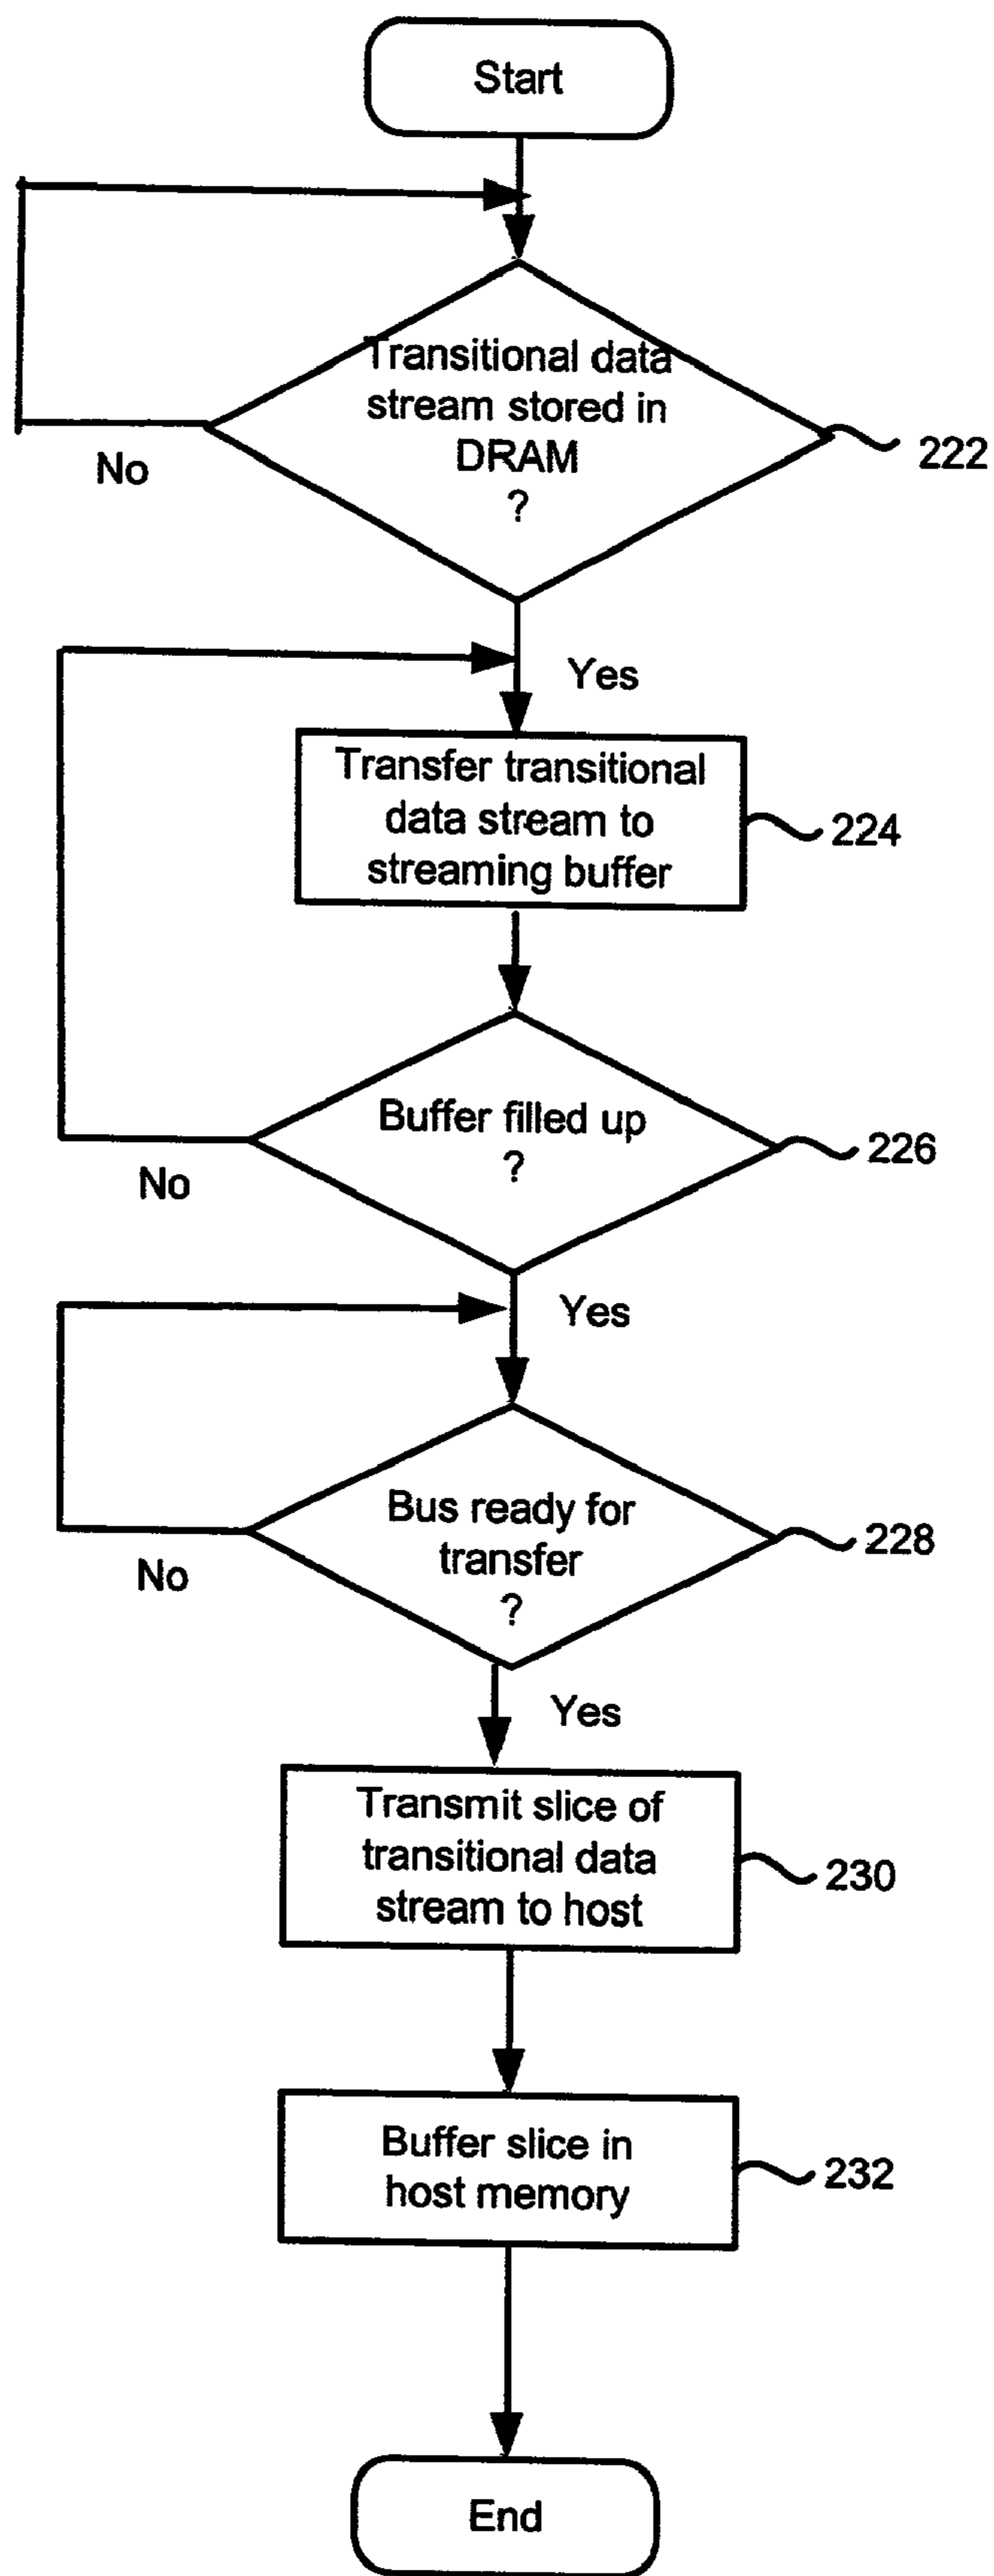 Start
Transitional data
stream stored in
DRAM
?
222
No
Yes
Transfer transitional
data stream to
streaming buffer
224
Buffer filled up
?
226
No
Yes
Bus ready for
transfer
?
228
No
Yes
Transmit slice of
transitional data
stream to host
230
Buffer slice in
host memory
232
End